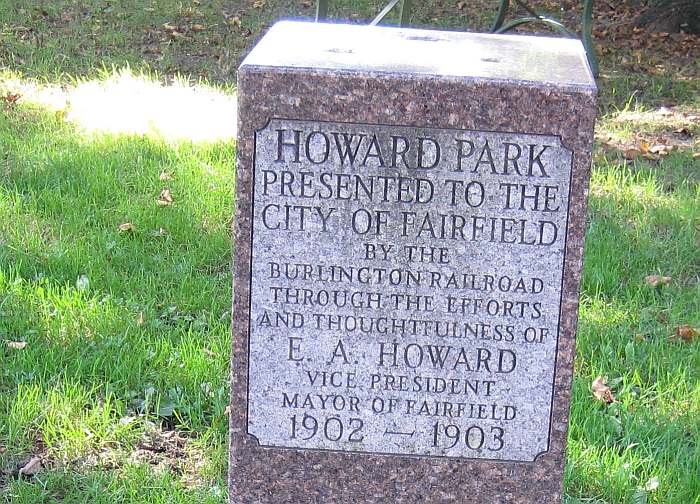 HOWARD PARK
PRESENTED TO THE
CITY OF FAIRFIELD
BY THE
BURLINGTON RAILROAD
THROUGH THE EFFORTS
AND THOUGHTFULNESS OF
E. A. HOWARD
VICE PRESIDENT
MAYOR OF FAIRFIELD
1902 — 1903